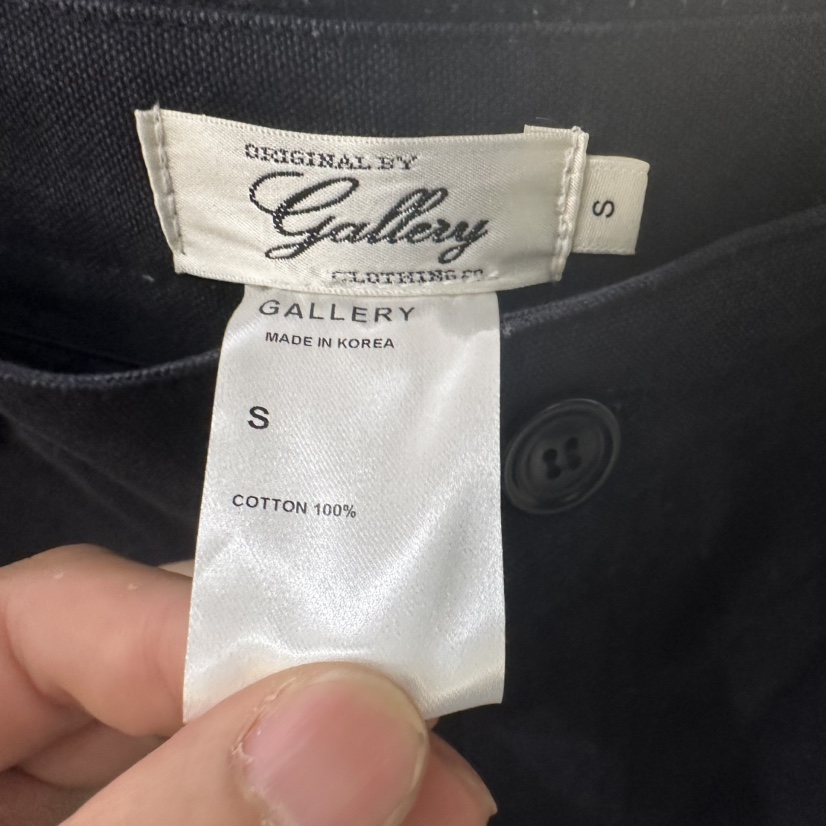 ORIGINAL BY
Gallery
CLOTHING CO
S
GALLERY
MADE IN KOREA
S
COTTON 100%